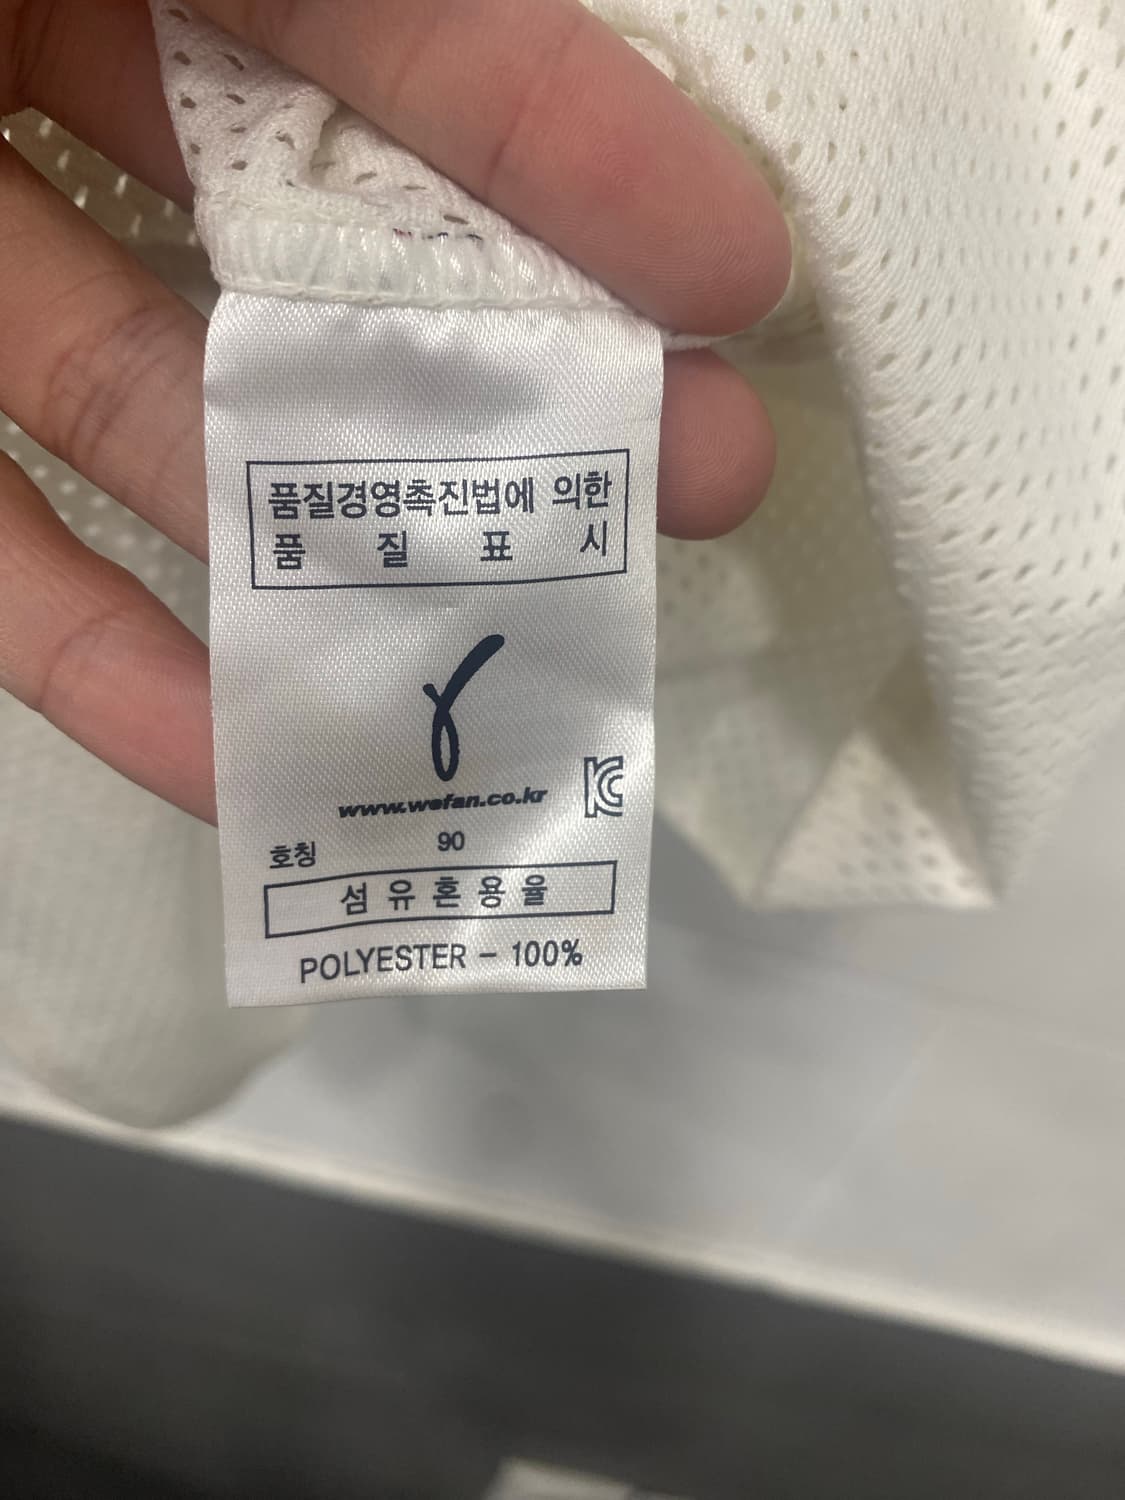 품질경영촉진법에 의한
품 질 표 시
www.wefan.co.kr
호칭 90
섬유혼용율
POLYESTER - 100%